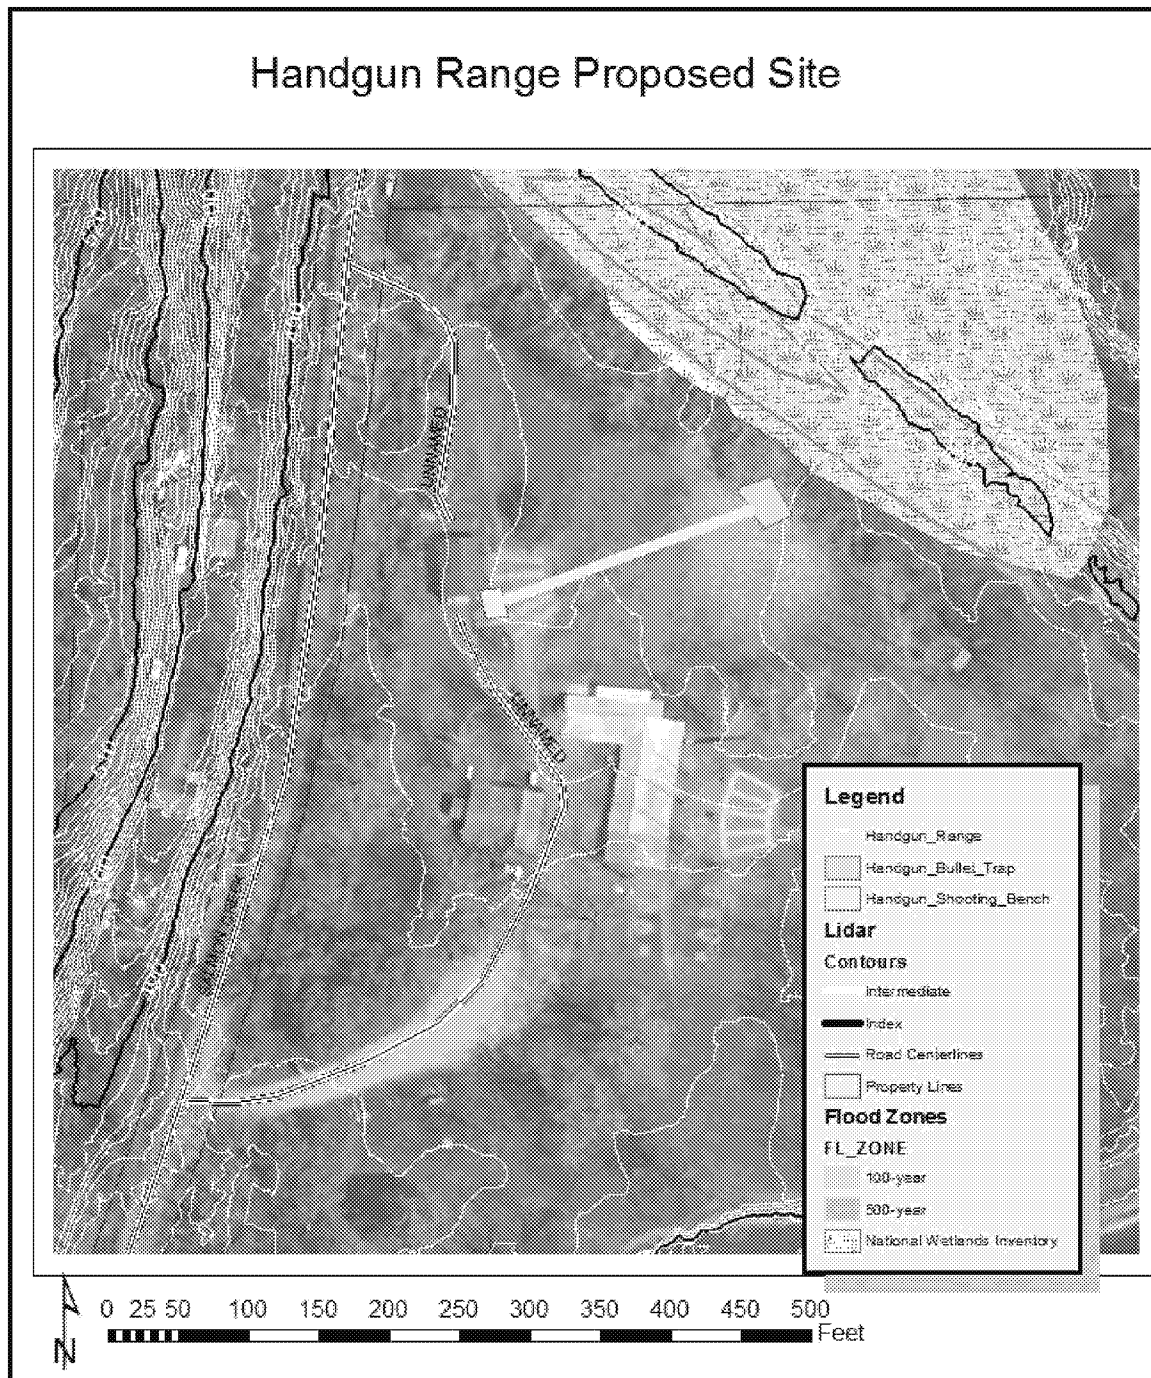 Handgun Range Proposed Site
UNNAMED
UNNAMED
Legend
Handgun_Range
Handgun_Bullet_Trap
Handgun_Shooting_Bench
Lidar
Contours
Intermediate
Index
Road Centerlines
Property Lines
Flood Zones
FL_ZONE
100-year
500-year
National Wetlands Inventory
0 25 50 100 150 200 250 300 350 400 450 500
Feet
N